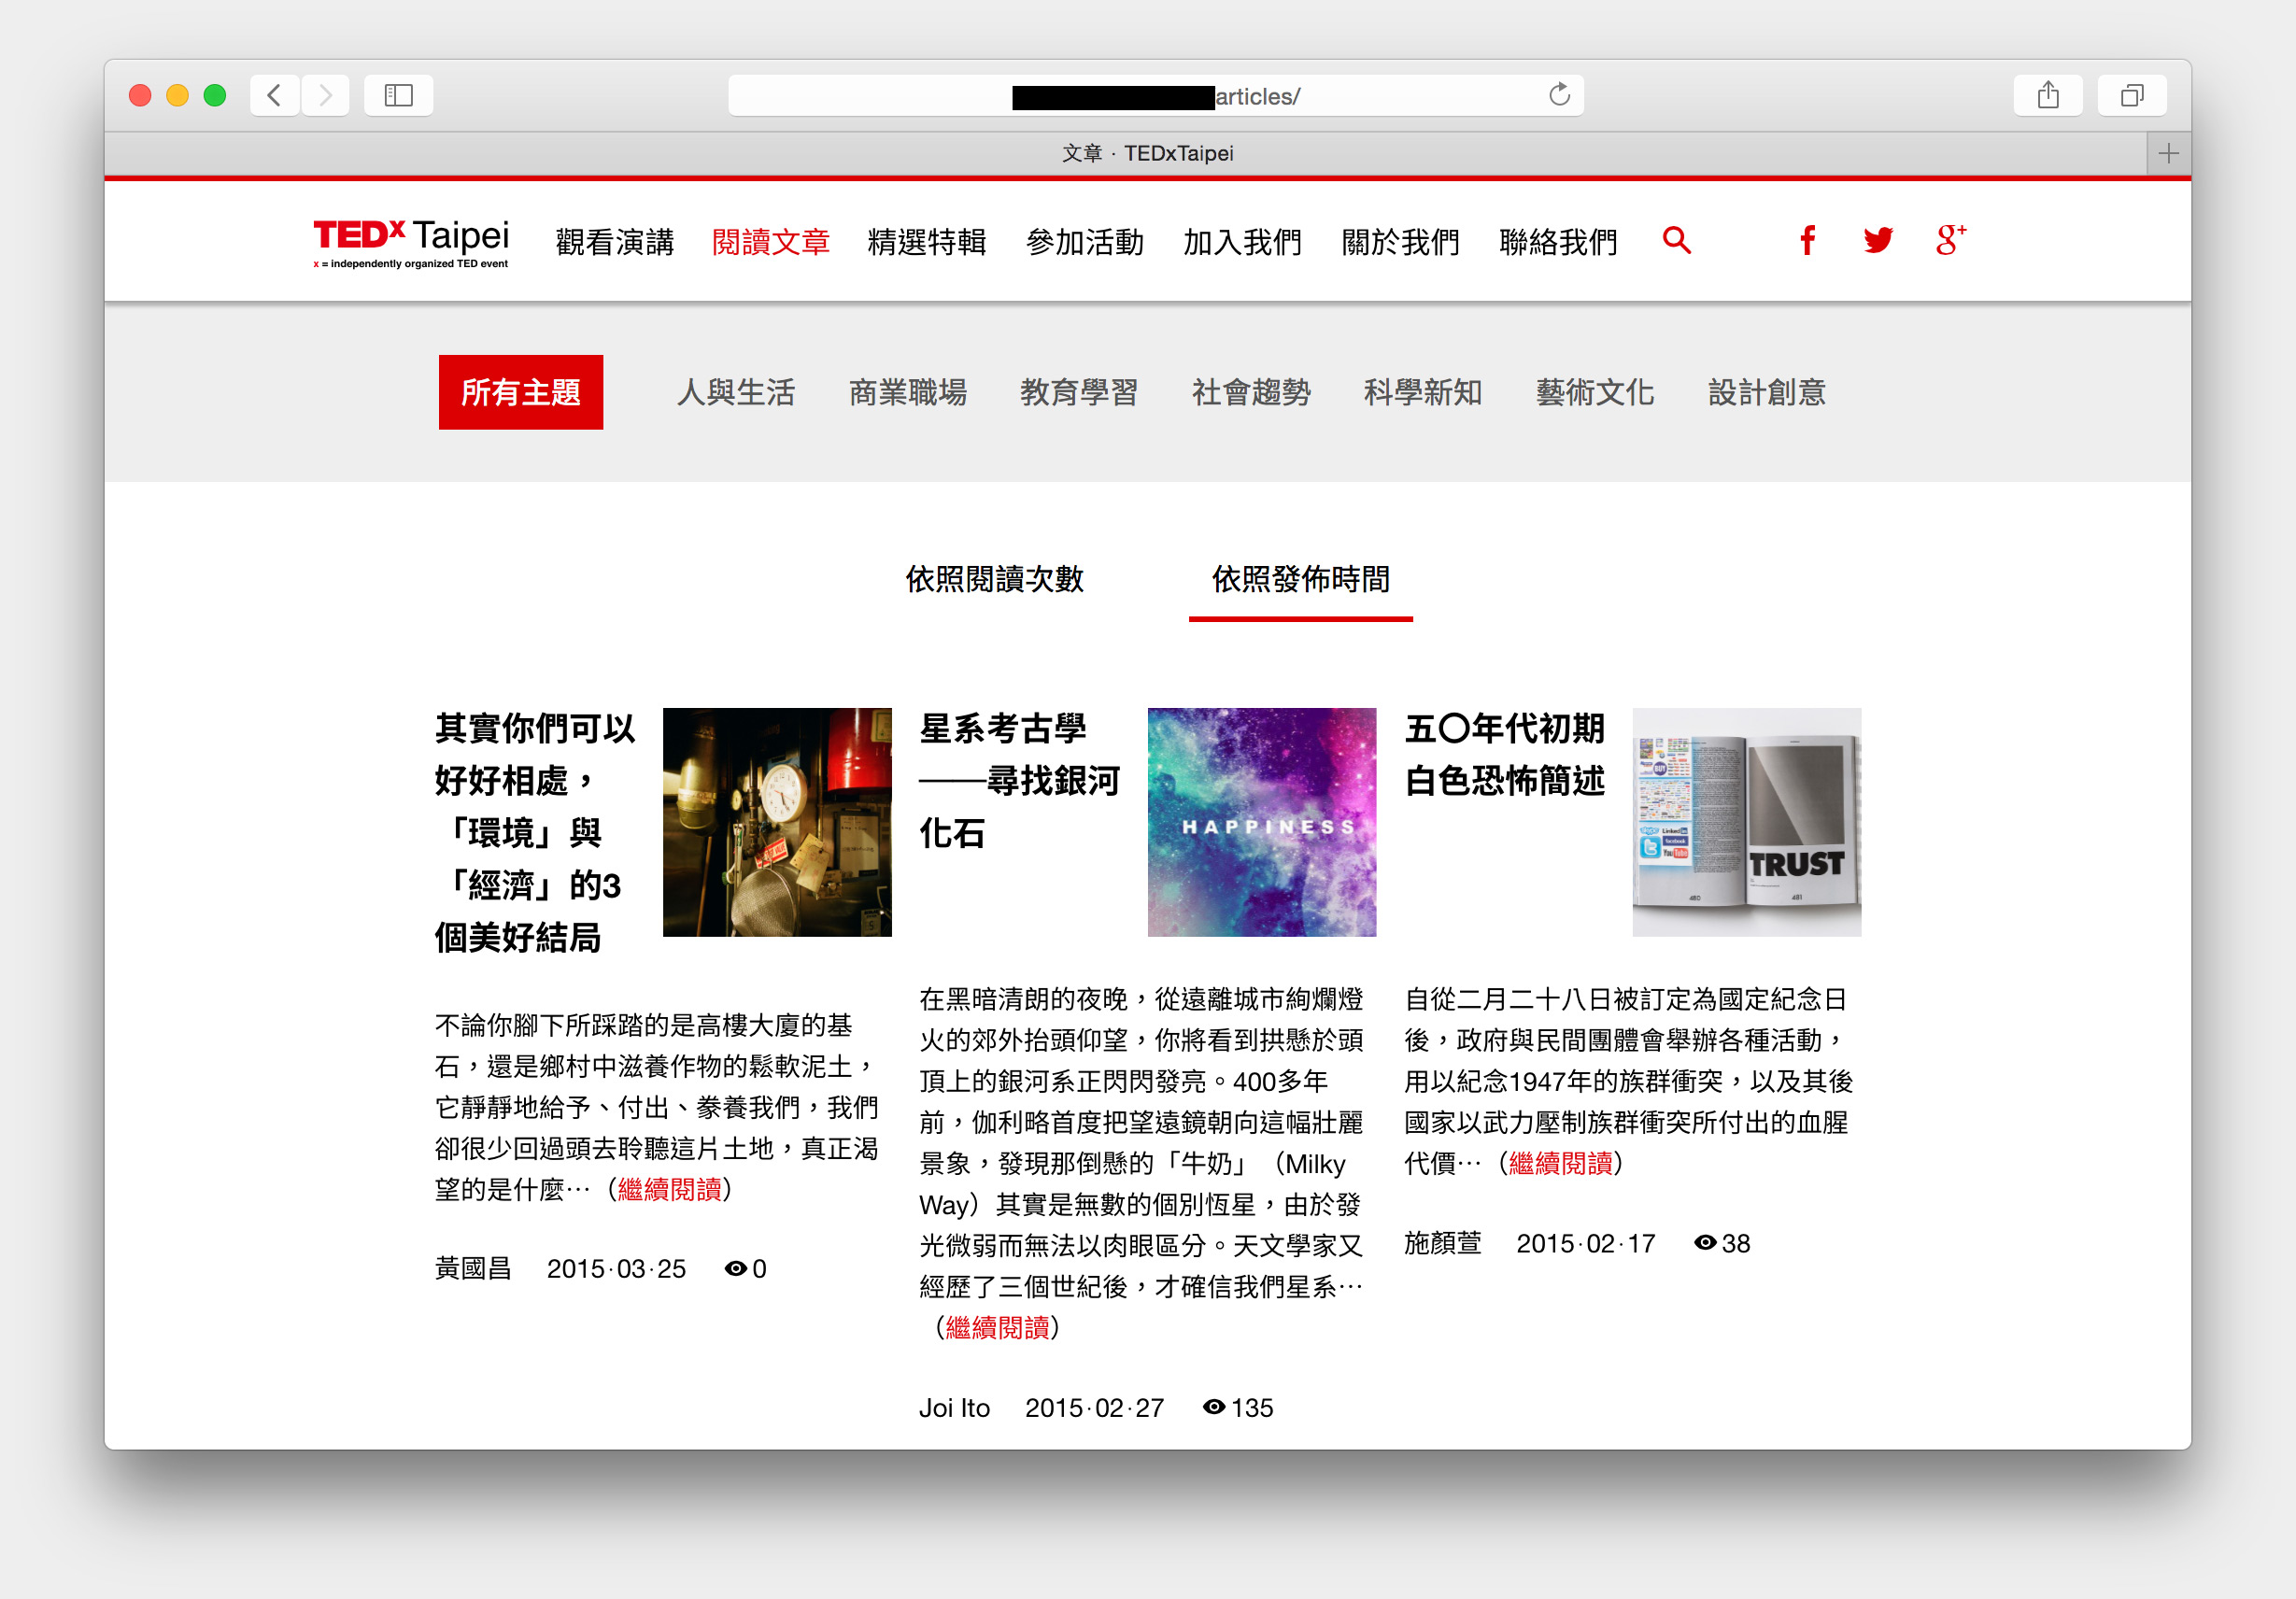 articles/
文章 · TEDxTaipei
TEDx Taipei
x = independently organized TED event
觀看演講 閱讀文章 精選特輯 參加活動 加入我們 關於我們 聯絡我們
所有主題 人與生活 商業職場 教育學習 社會趨勢 科學新知 藝術文化 設計創意
依照閱讀次數 依照發佈時間
其實你們可以
好好相處，
「環境」與
「經濟」的3
個美好結局
不論你腳下所踩踏的是高樓大廈的基
石，還是鄉村中滋養作物的鬆軟泥土，
它靜靜地給予、付出、豢養我們，我們
卻很少回過頭去聆聽這片土地，真正渴
望的是什麼⋯（繼續閱讀）
黃國昌 2015·03·25 0
星系考古學
——尋找銀河
化石
HAPPINESS
在黑暗清朗的夜晚，從遠離城市絢爛燈
火的郊外抬頭仰望，你將看到拱懸於頭
頂上的銀河系正閃閃發亮。400多年
前，伽利略首度把望遠鏡朝向這幅壯麗
景象，發現那倒懸的「牛奶」（Milky
Way）其實是無數的個別恆星，由於發
光微弱而無法以肉眼區分。天文學家又
經歷了三個世紀後，才確信我們星系⋯
（繼續閱讀）
Joi Ito 2015·02·27 135
五〇年代初期
白色恐怖簡述
BUY
LinkedIn
facebook
YouTube
TRUST
480
481
自從二月二十八日被訂定為國定紀念日
後，政府與民間團體會舉辦各種活動，
用以紀念1947年的族群衝突，以及其後
國家以武力壓制族群衝突所付出的血腥
代價⋯（繼續閱讀）
施顏萱 2015·02·17 38